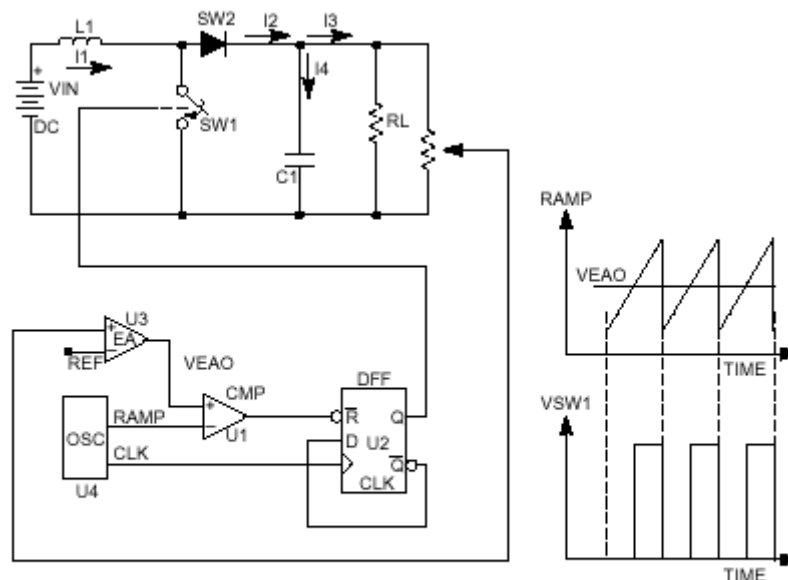 SW2
I2
I3
L1
I1
I4
+
VIN
DC
SW1
RL
C1
RAMP
VEAO
TIME
U3
+
EA
−
REF
VEAO
CMP
+
−
U1
DFF
R
Q
D
U2
Q
CLK
OSC
RAMP
CLK
U4
VSW1
TIME